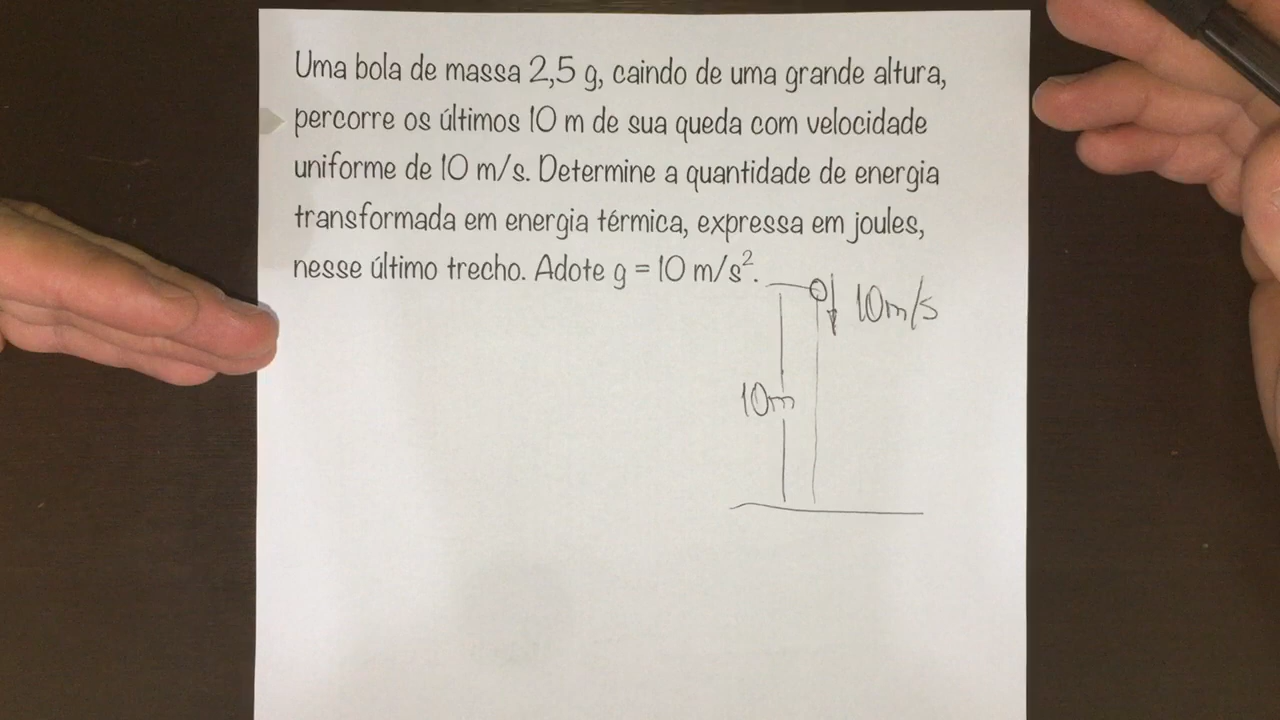 Uma bola de massa 2,5 g, caindo de uma grande altura,
percorre os últimos 10 m de sua queda com velocidade
uniforme de 10 m/s. Determine a quantidade de energia
transformada em energia térmica, expressa em joules,
nesse último trecho. Adote g = 10 m/s².
10m/s
10m